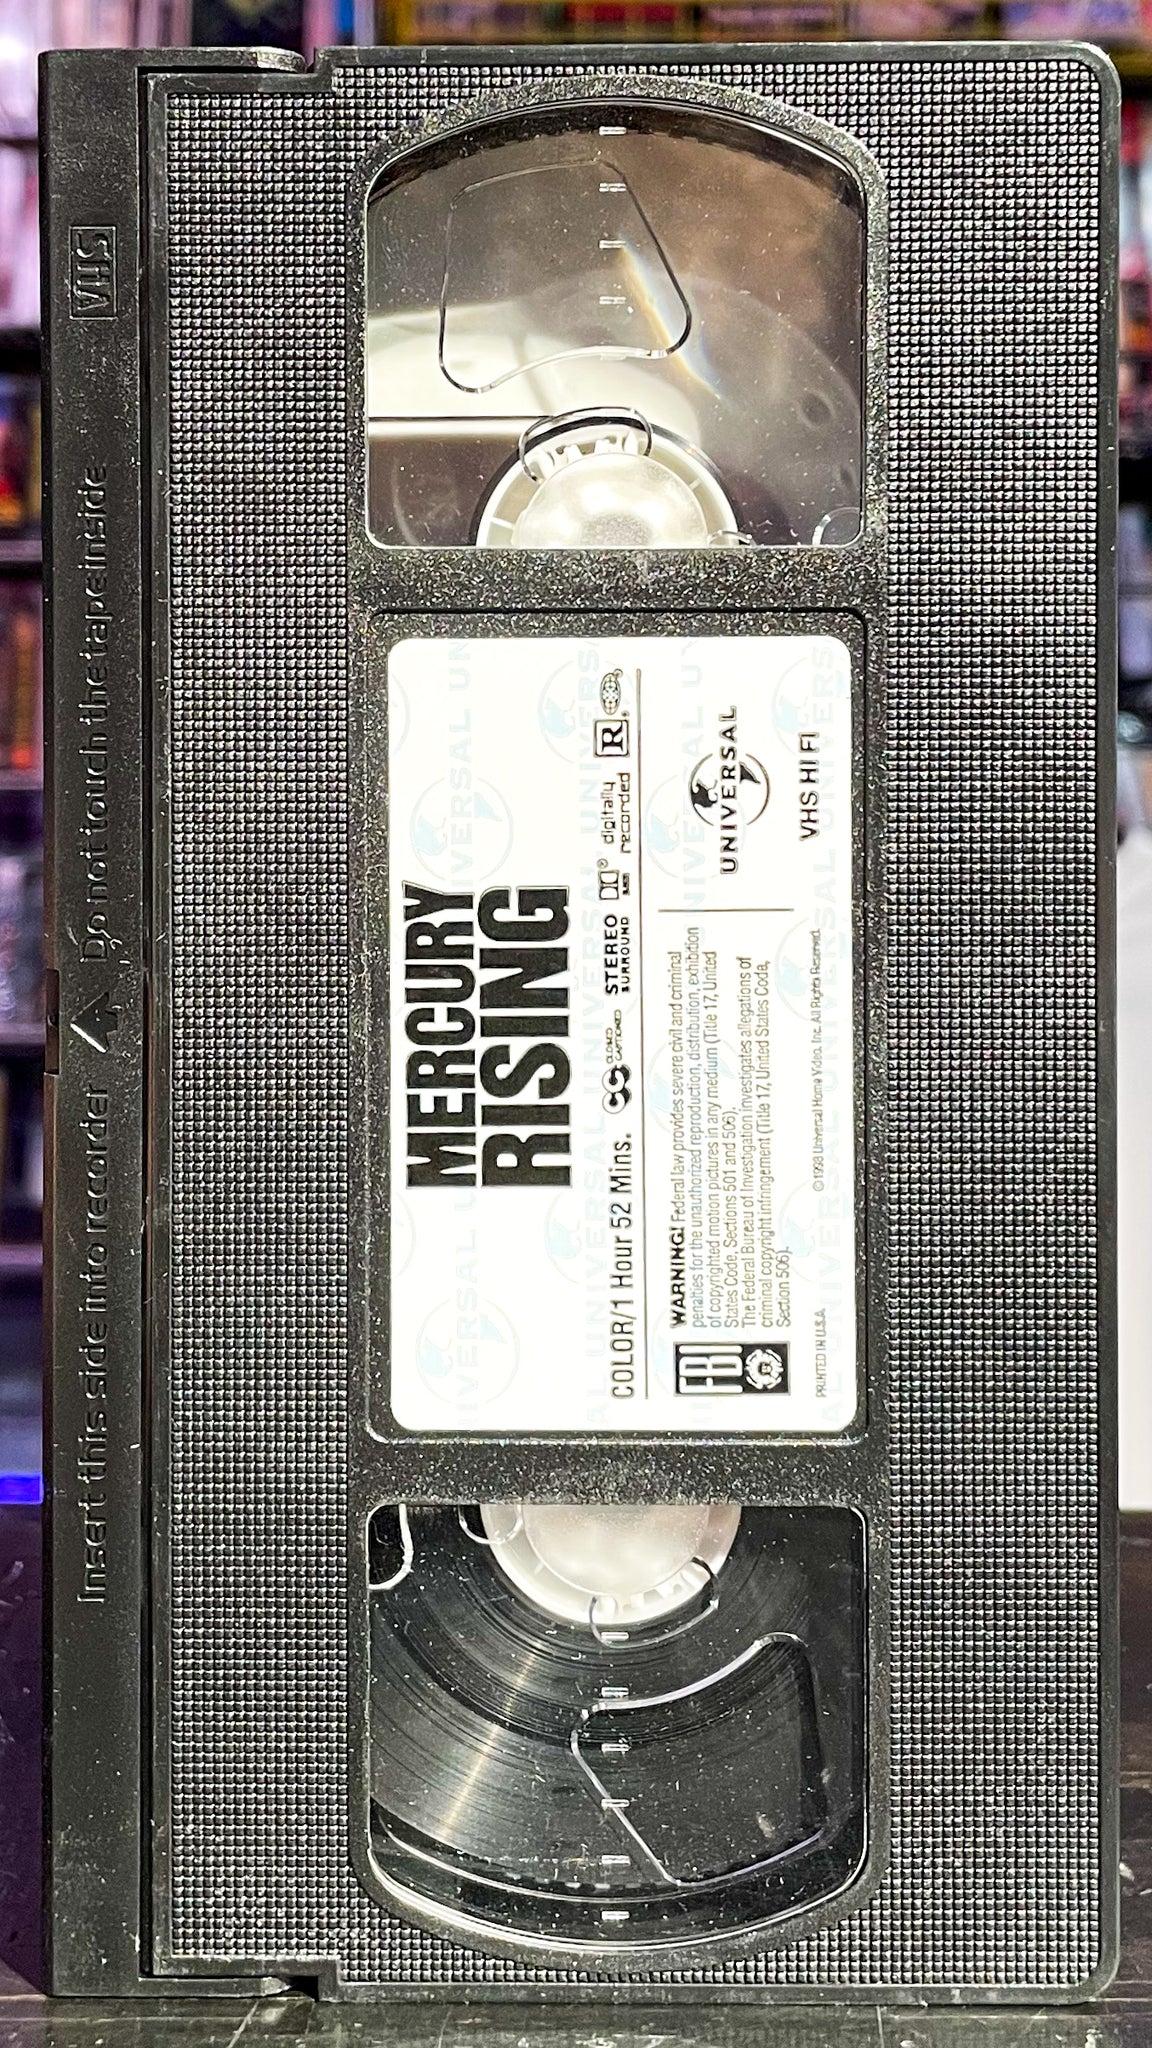 VHS
Insert this side into recorder
Do not touch the tape inside
MERCURY
RISING
COLOR/1 Hour 52 Mins.
CC
CLOSED
CAPTIONED
STEREO
SURROUND
digitally
recorded
R
WARNING! Federal law provides severe civil and criminal
penalties for the unauthorized reproduction, distribution, exhibition
of copyrighted motion pictures in any medium (Title 17, United
States Code, Sections 501 and 506).
The Federal Bureau of Investigation investigates allegations of
criminal copyright infringement (Title 17, United States Code,
Section 506).
FBI
UNIVERSAL
VHS HI FI
PRINTED IN U.S.A.
©1998 Universal Home Video, Inc. All Rights Reserved.